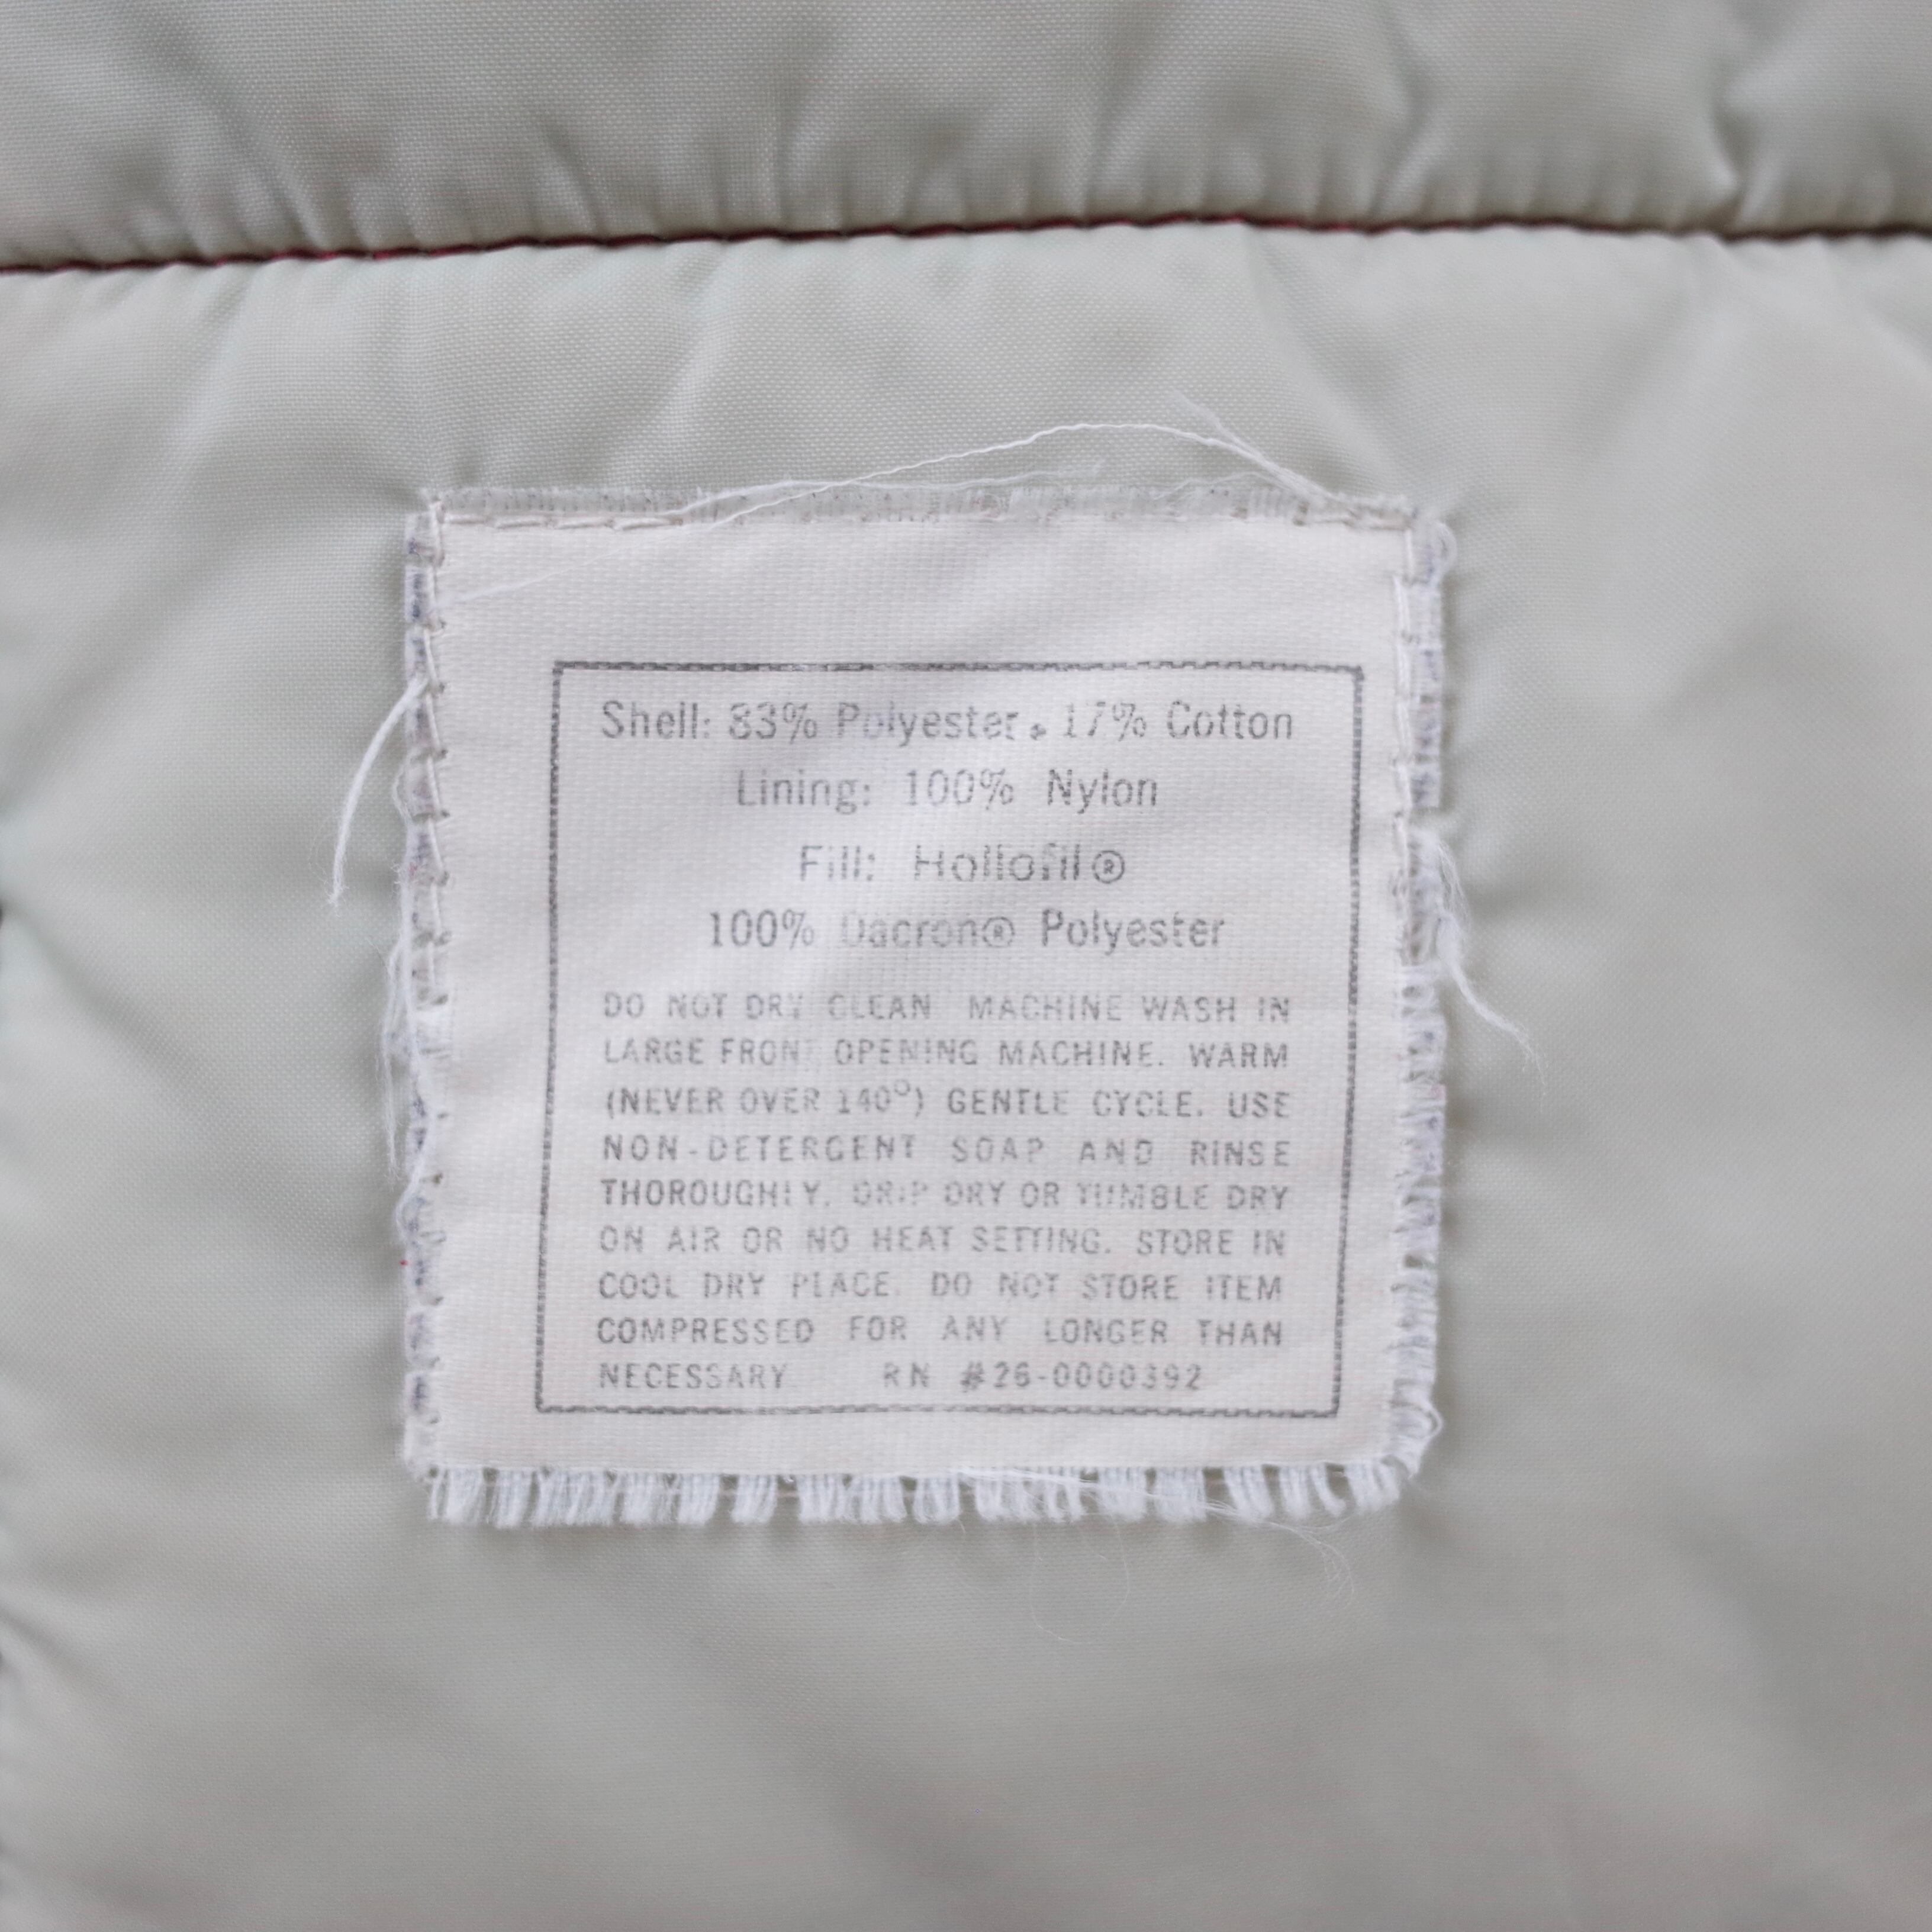 Shell: 83% Polyester. 17% Cotton
Lining: 100% Nylon
Fill: Hollofil®
100% Dacron® Polyester
DO NOT DRY CLEAN MACHINE WASH IN
LARGE FRONT OPENING MACHINE. WARM
(NEVER OVER 140°) GENTLE CYCLE. USE
NON-DETERGENT SOAP AND RINSE
THOROUGHLY. DRIP DRY OR TUMBLE DRY
ON AIR OR NO HEAT SETTING. STORE IN
COOL DRY PLACE. DO NOT STORE ITEM
COMPRESSED FOR ANY LONGER THAN
NECESSARY RN #26-0000392